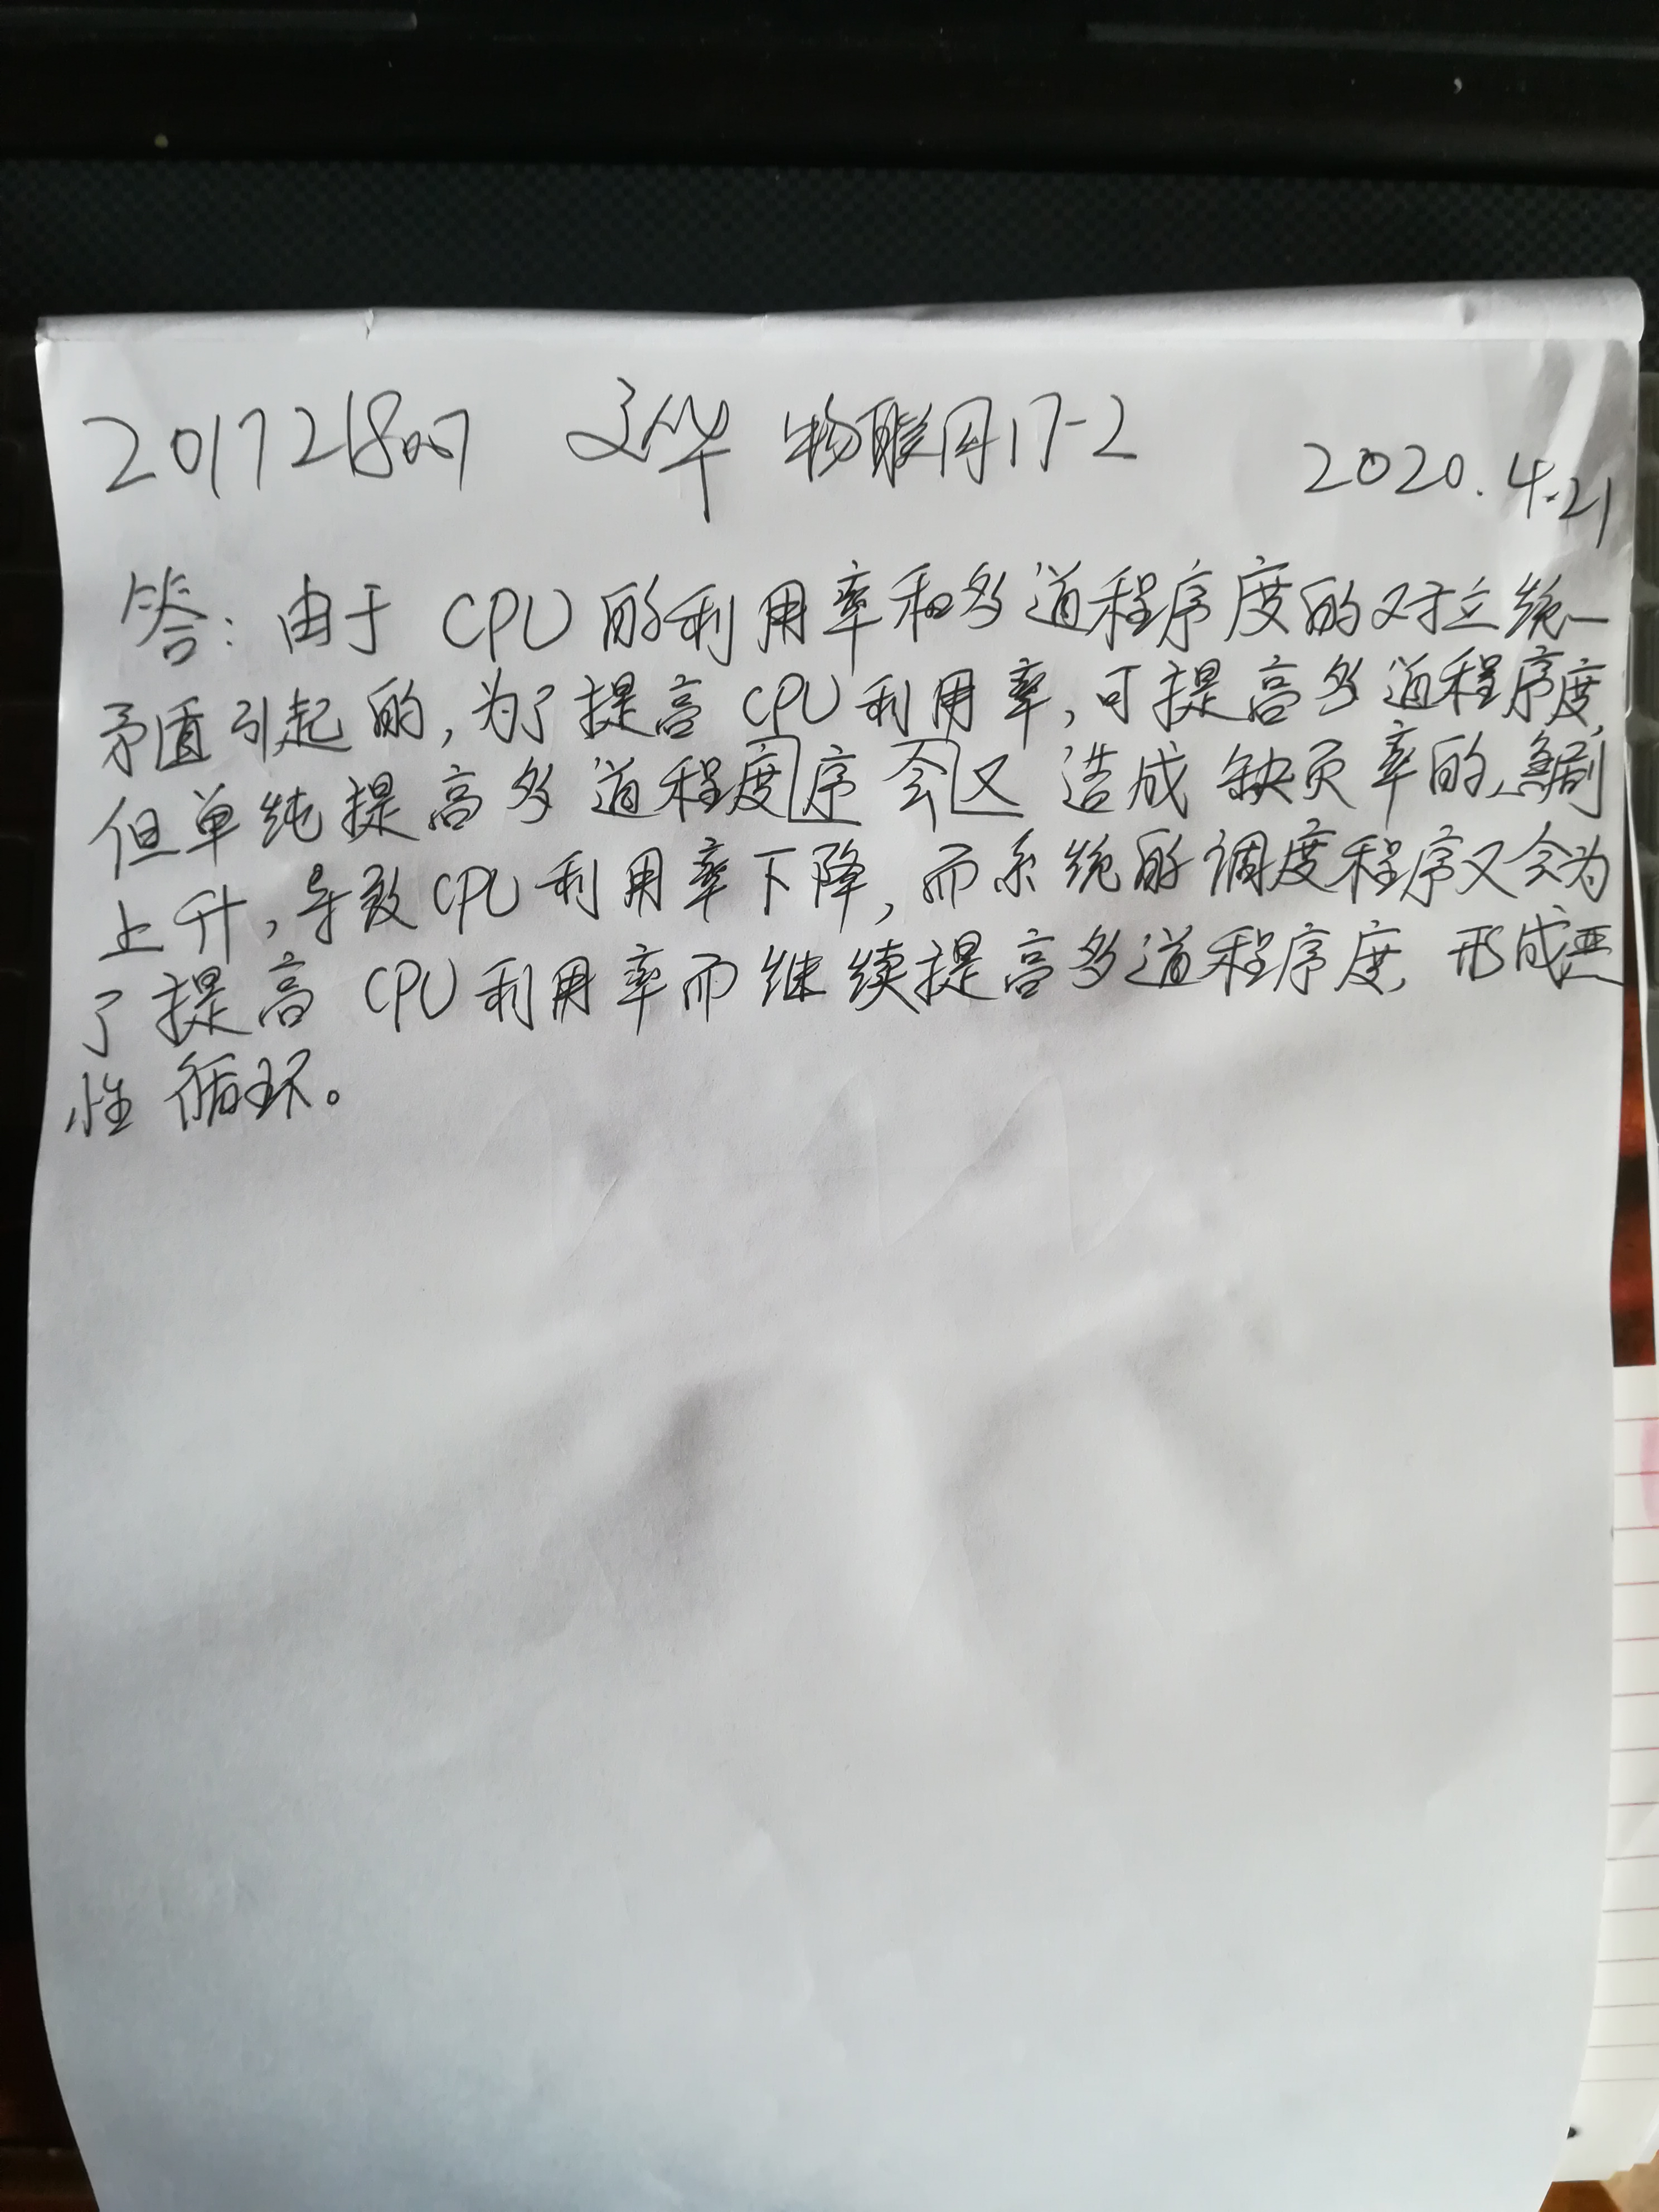 201721807 文华 物联网17-2 2020.4.21
答：由于CPU的利用率和多道程序度的对立统一
矛盾引起的,为了提高CPU利用率,可提高多道程序度,
但单纯提高多道程度序会又造成缺页率的急剧
上升,导致CPU利用率下降,而系统的调度程序又会为
了提高CPU利用率而继续提高多道程序度,形成恶
性循环。